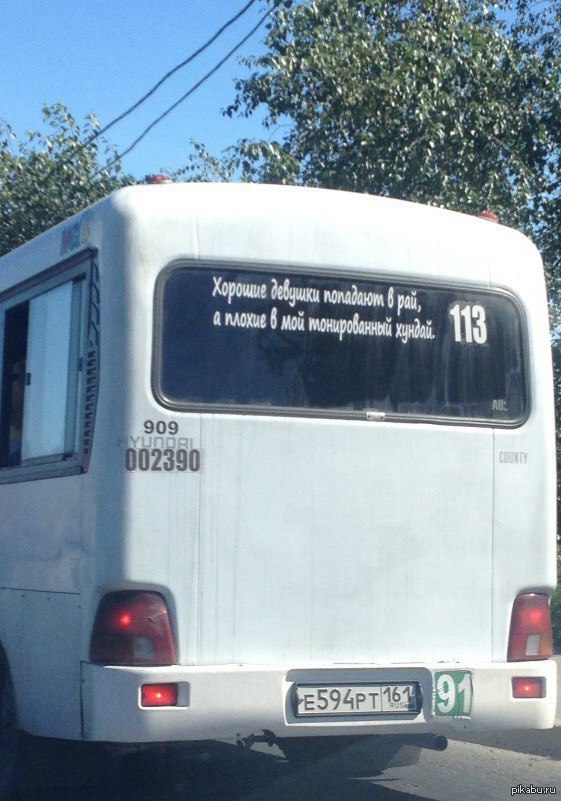 Хорошие девушки попадают в рай,
а плохие в мой тонированный хундай.
113
ABS
909
HYUNDAI
002390
COUNTY
Е594РТ 161
RUS
91
pikabu.ru